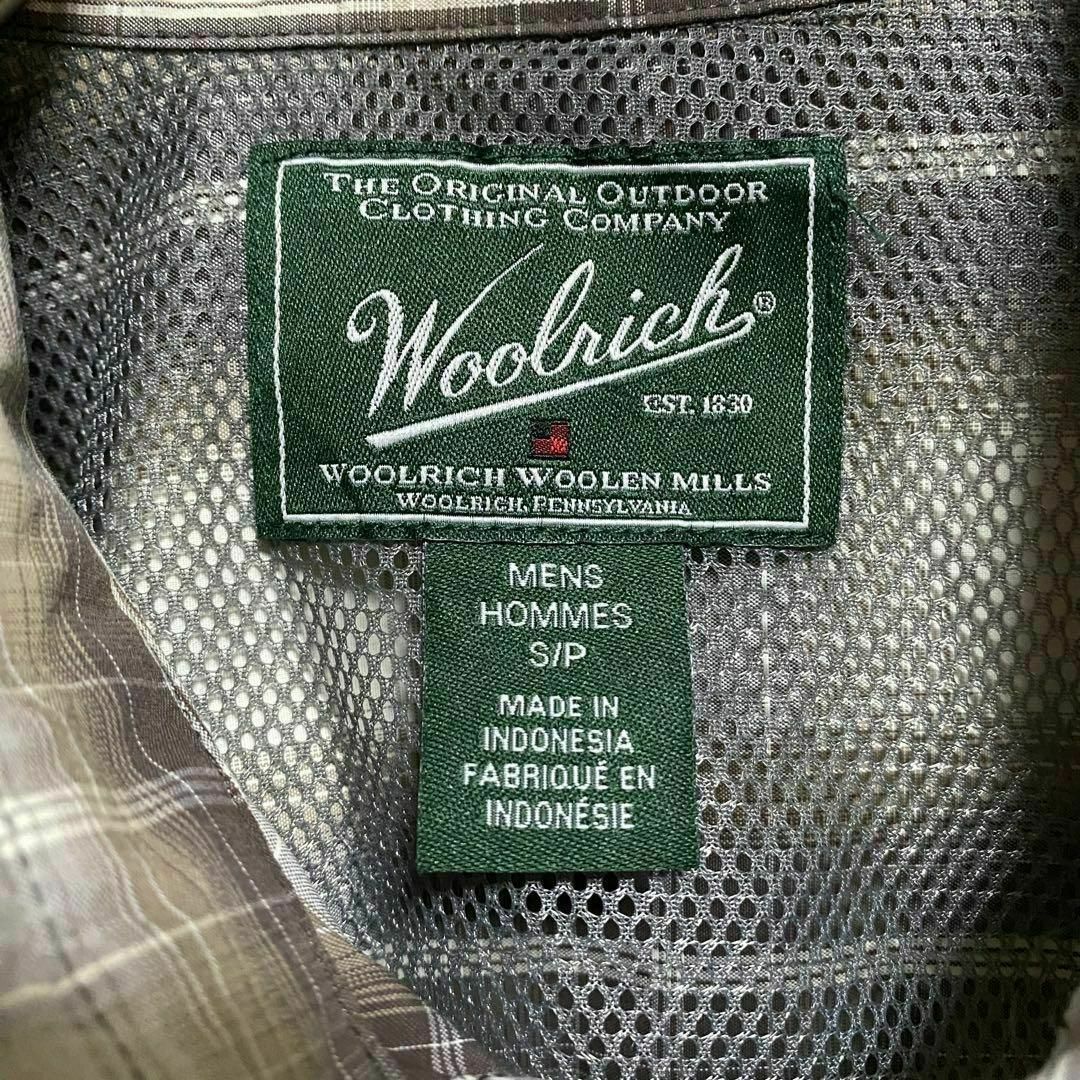 THE ORIGINAL OUTDOOR
CLOTHING COMPANY
Woolrich®
EST. 1830
WOOLRICH WOOLEN MILLS
WOOLRICH, PENNSYLVANIA
MENS
HOMMES
S/P
MADE IN
INDONESIA
FABRIQUÉ EN
INDONÉSIE